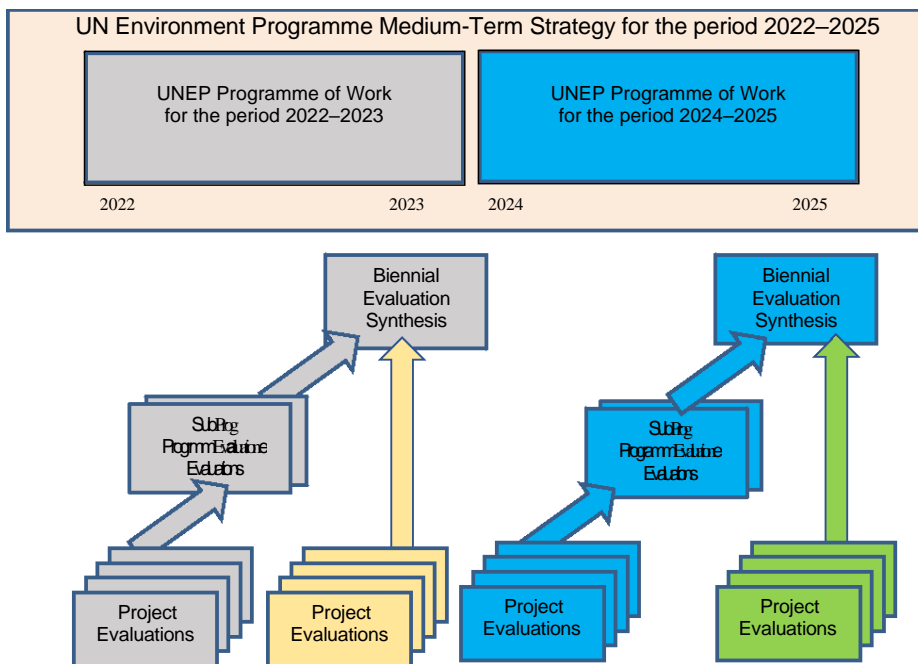 UN Environment Programme Medium-Term Strategy for the period 2022–2025
UNEP Programme of Work
for the period 2022–2023
UNEP Programme of Work
for the period 2024–2025
2022
2023
2024
2025
Biennial
Evaluation
Synthesis
Biennial
Evaluation
Synthesis
Evaluations
Evaluations
Project
Evaluations
Project
Evaluations
Project
Evaluations
Project
Evaluations